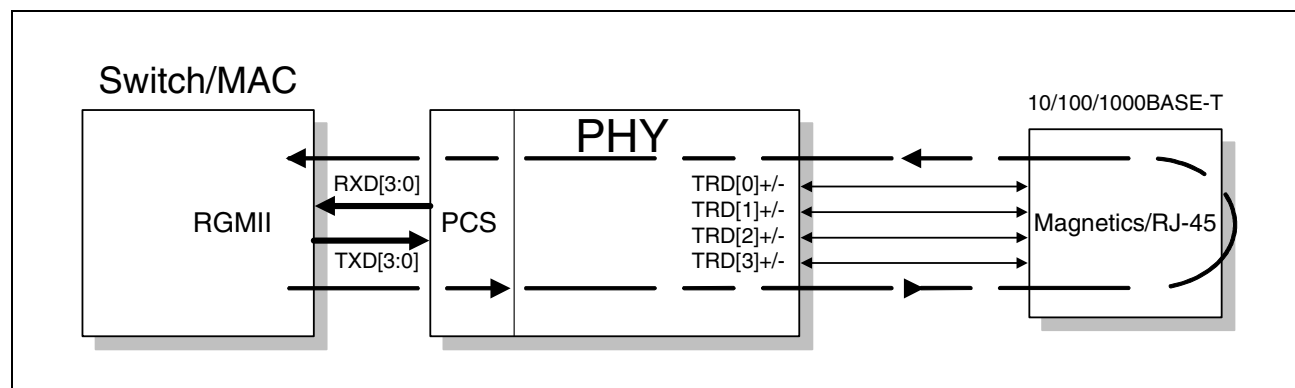 Switch/MAC
10/100/1000BASE-T
PHY
RXD[3:0]
TRD[0]+/-
TRD[1]+/-
RGMII
PCS
Magnetics/RJ-45
TRD[2]+/-
TXD[3:0]
TRD[3]+/-